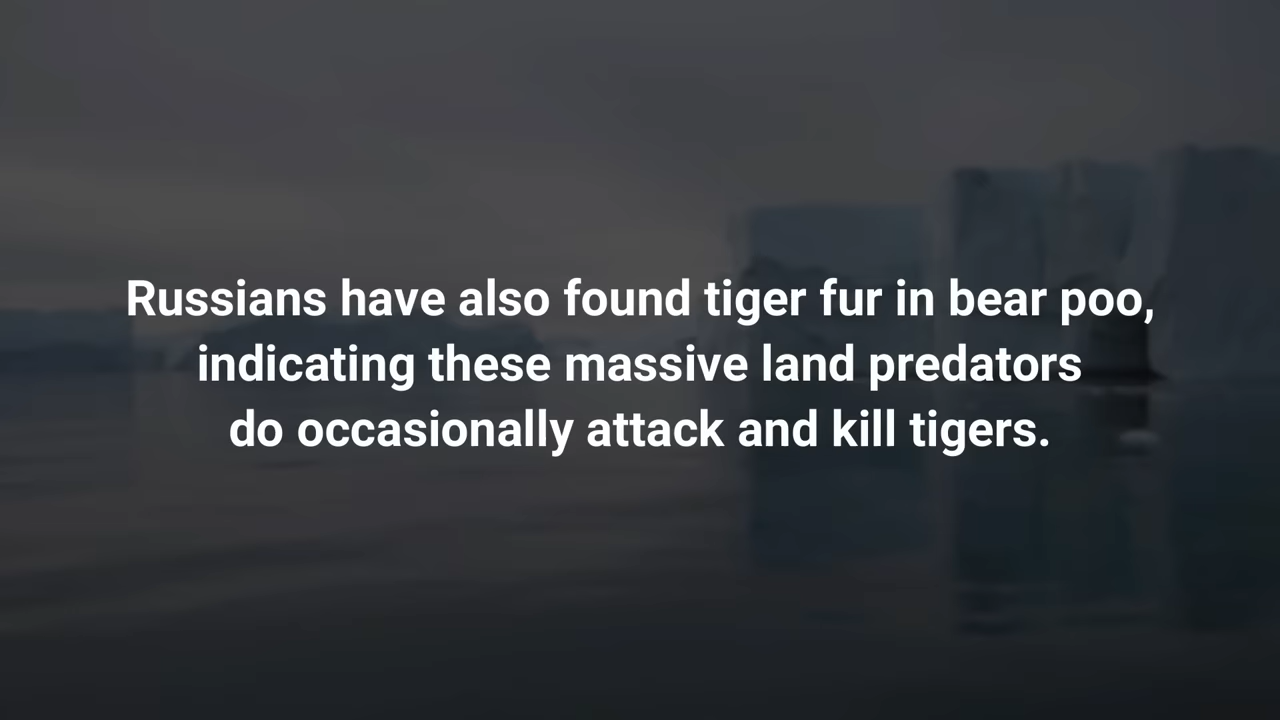 Russians have also found tiger fur in bear poo,
indicating these massive land predators
do occasionally attack and kill tigers.